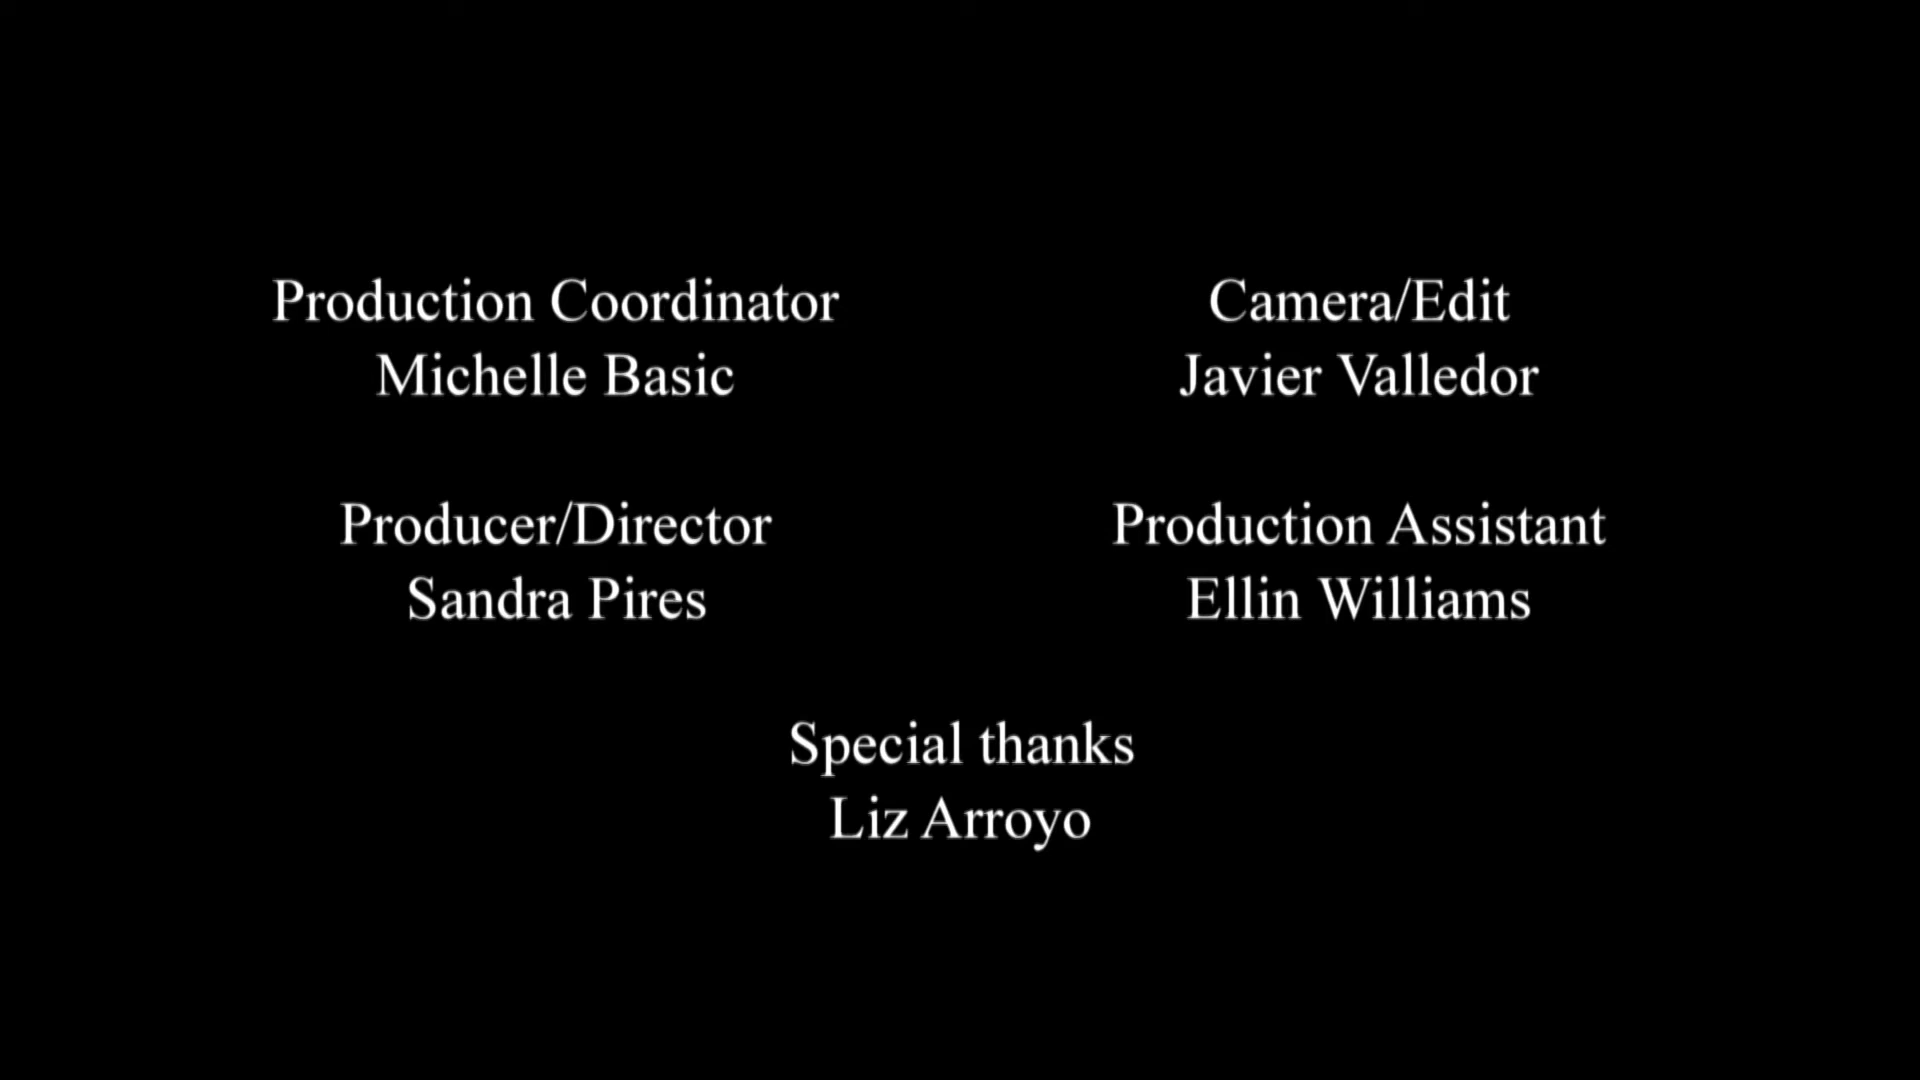 Production Coordinator
Michelle Basic
Camera/Edit
Javier Valledor
Producer/Director
Sandra Pires
Production Assistant
Ellin Williams
Special thanks
Liz Arroyo